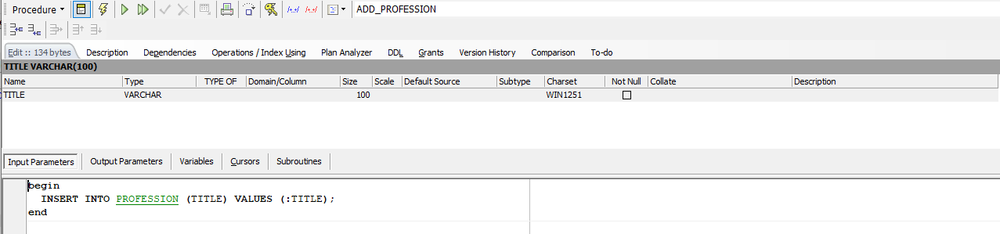 Procedure ADD_PROFESSION
Edit :: 134 bytes Description Dependencies Operations / Index Using Plan Analyzer DDL Grants Version History Comparison To-do
TITLE VARCHAR(100)
Name Type TYPE OF Domain/Column Size Scale Default Source Subtype Charset Not Null Collate Description
TITLE VARCHAR 100 WIN1251
Input Parameters Output Parameters Variables Cursors Subroutines
begin
INSERT INTO PROFESSION (TITLE) VALUES (:TITLE);
end